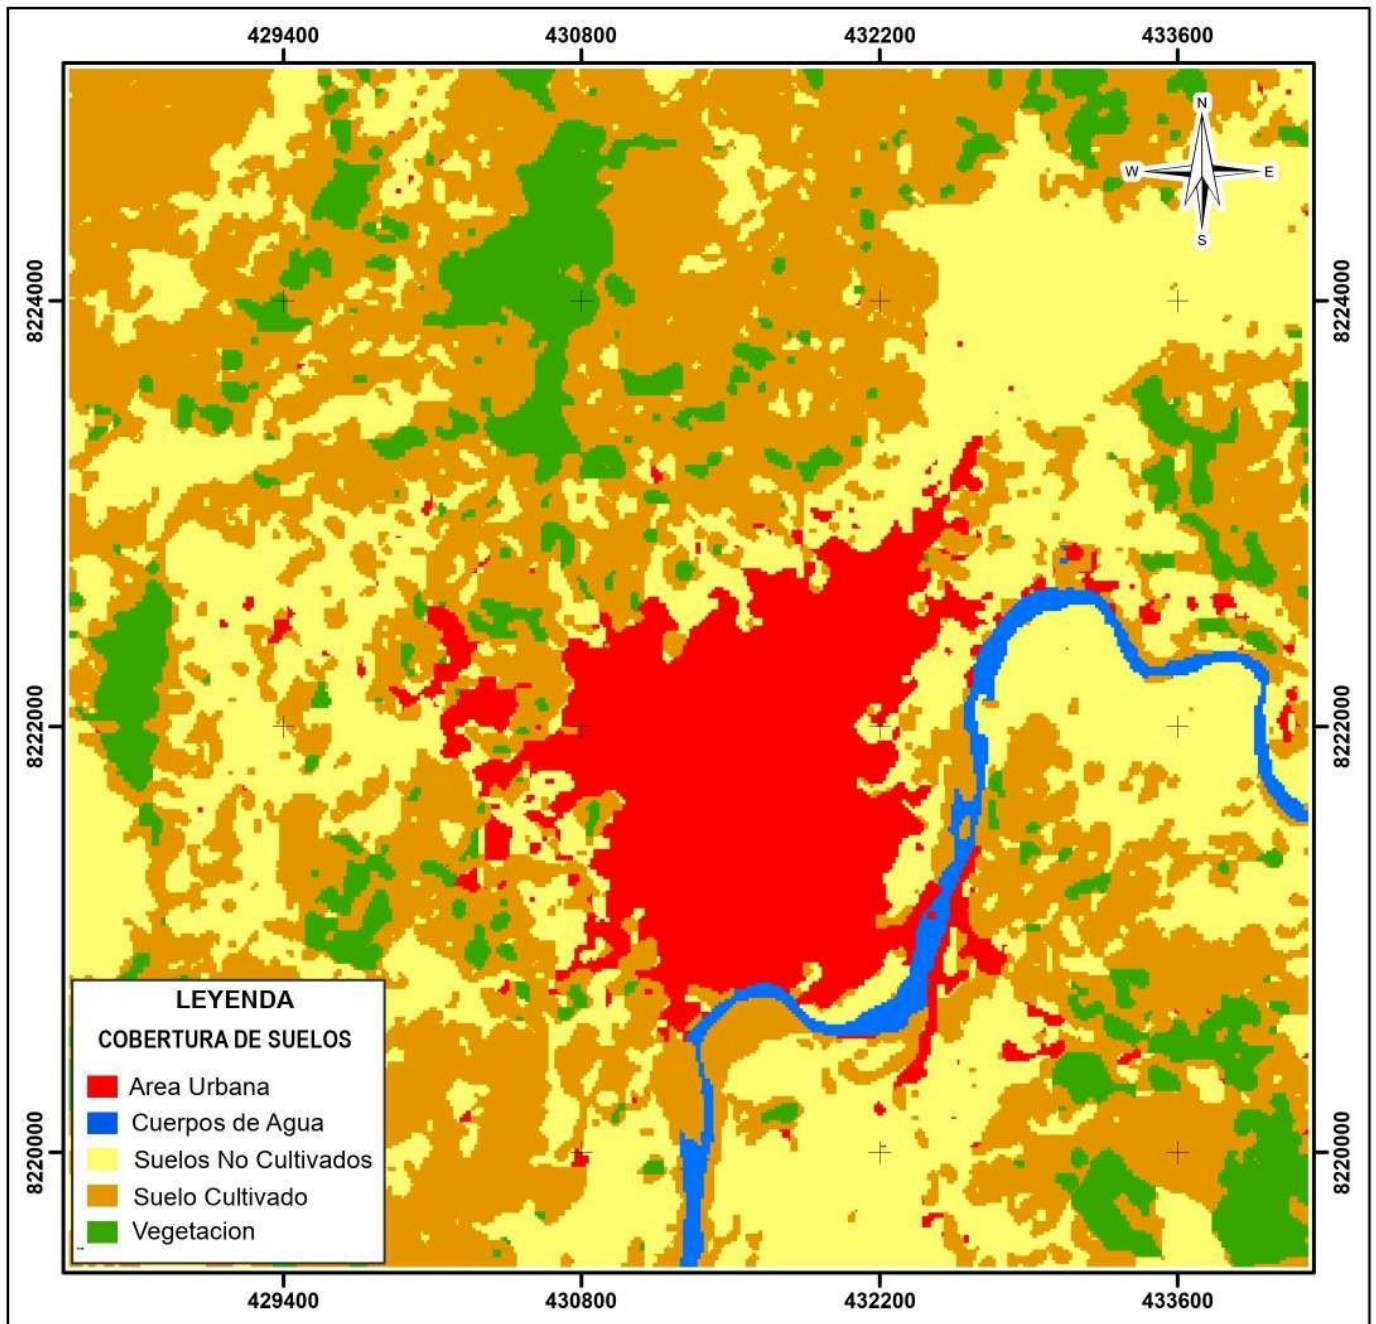 429400 430800 432200 433600
N
W E
S
8224000 8224000
8222000 8222000
8220000 8220000
LEYENDA
COBERTURA DE SUELOS
Area Urbana
Cuerpos de Agua
Suelos No Cultivados
Suelo Cultivado
Vegetacion
429400 430800 432200 433600